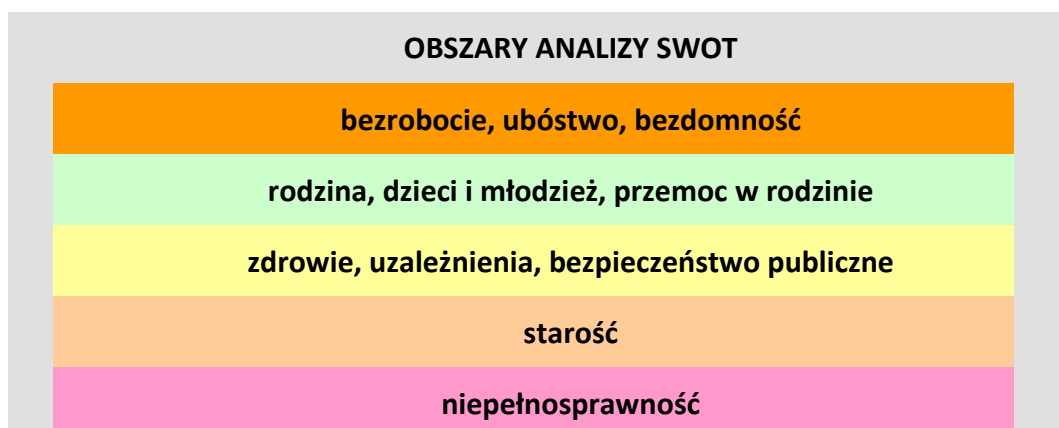 OBSZARY ANALIZY SWOT
bezrobocie, ubóstwo, bezdomność
rodzina, dzieci i młodzież, przemoc w rodzinie
zdrowie, uzależnienia, bezpieczeństwo publiczne
starość
niepełnosprawność